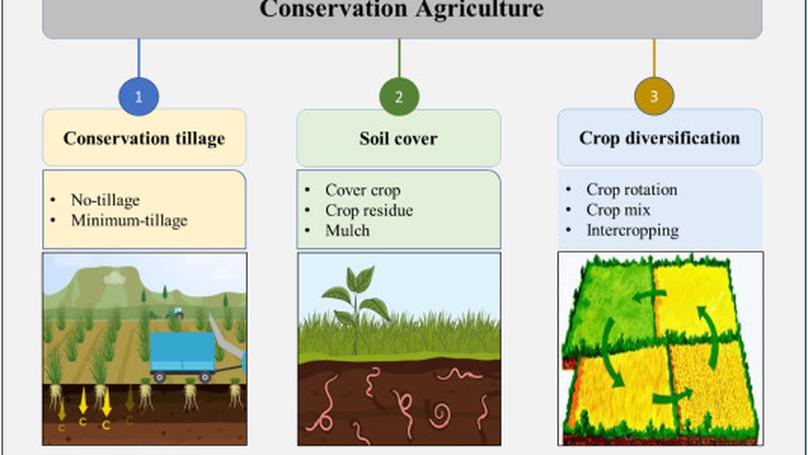 Conservation Agriculture
1
2
3
Conservation tillage
Soil cover
Crop diversification
• No-tillage
• Minimum-tillage
• Cover crop
• Crop residue
• Mulch
• Crop rotation
• Crop mix
• Intercropping
C C C C